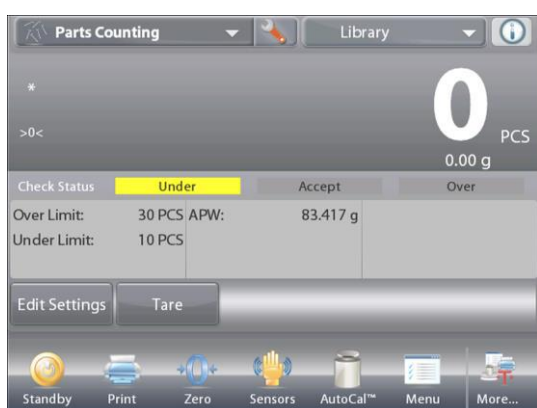 Parts Counting Library
*
>0<
0 PCS
0.00 g
Check Status Under Accept Over
Over Limit: 30 PCS APW: 83.417 g
Under Limit: 10 PCS
Edit Settings Tare
Standby Print Zero Sensors AutoCal™ Menu More...